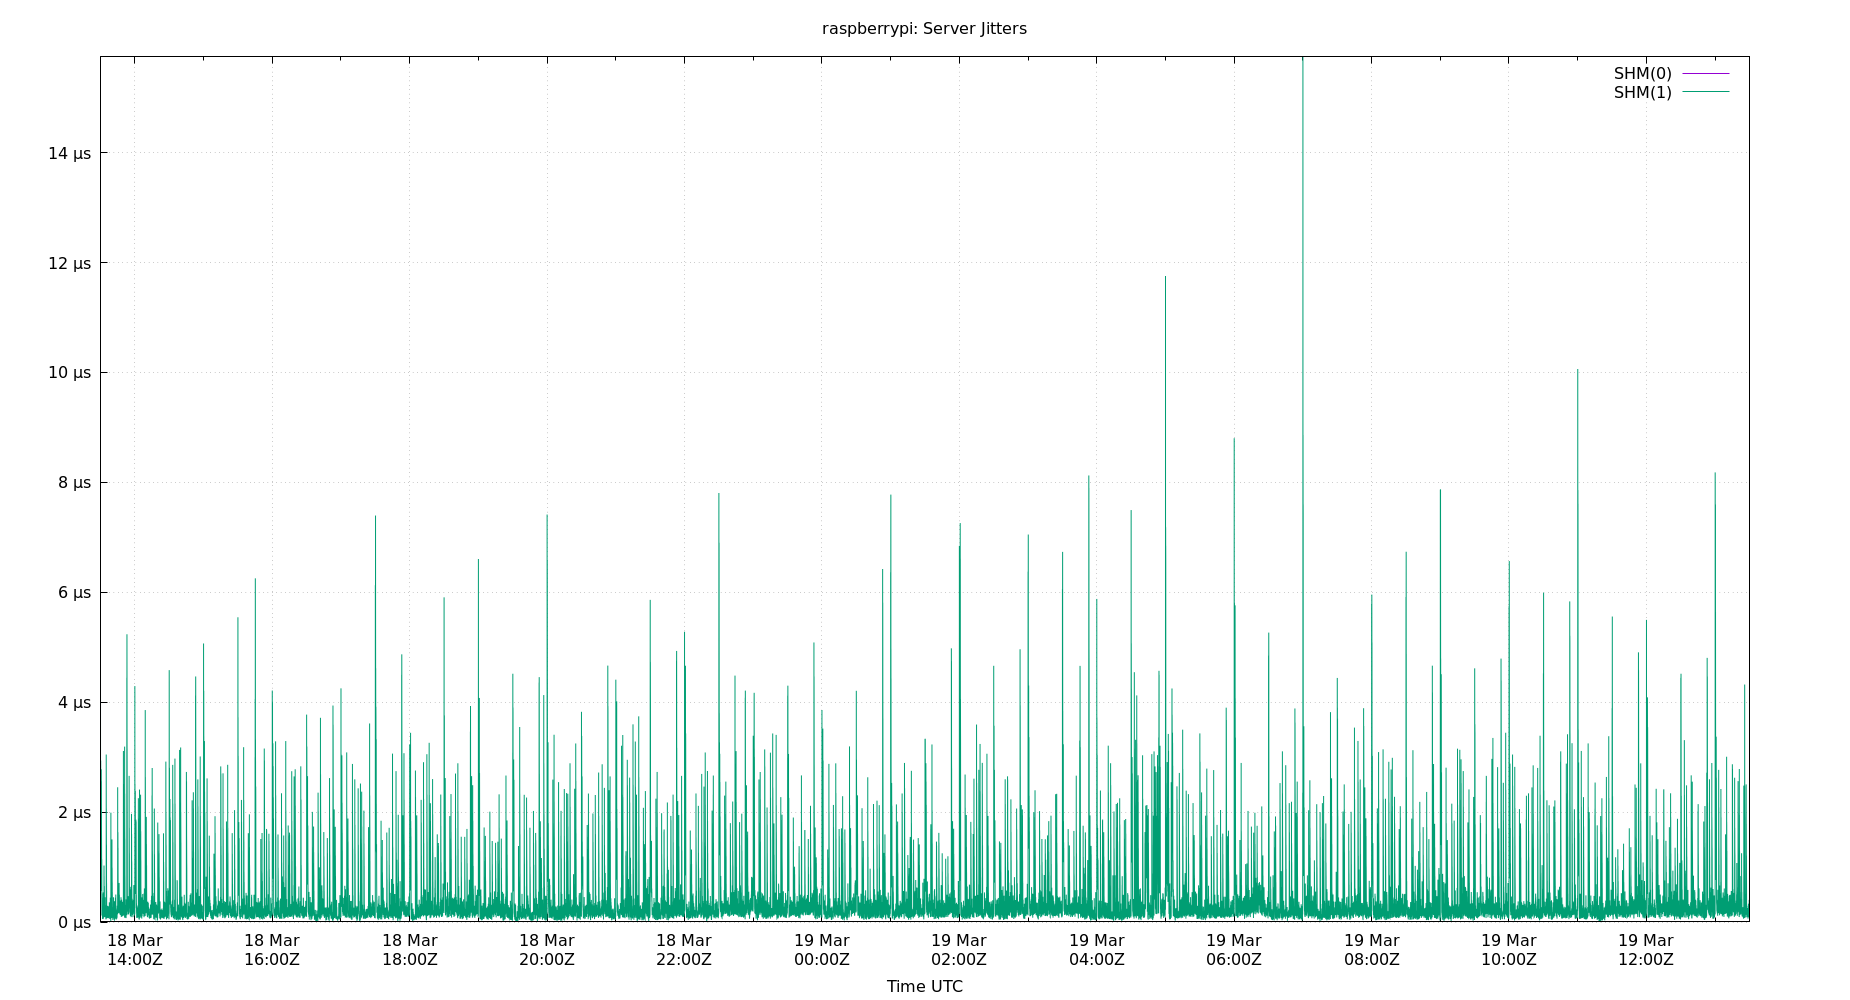 raspberrypi: Server Jitters
SHM(0)
SHM(1)
14 µs
12 µs
10 µs
8 µs
6 µs
4 µs
2 µs
0 µs
18 Mar 18 Mar 18 Mar 18 Mar 18 Mar 19 Mar 19 Mar 19 Mar 19 Mar 19 Mar 19 Mar 19 Mar
14:00Z 16:00Z 18:00Z 20:00Z 22:00Z 00:00Z 02:00Z 04:00Z 06:00Z 08:00Z 10:00Z 12:00Z
Time UTC